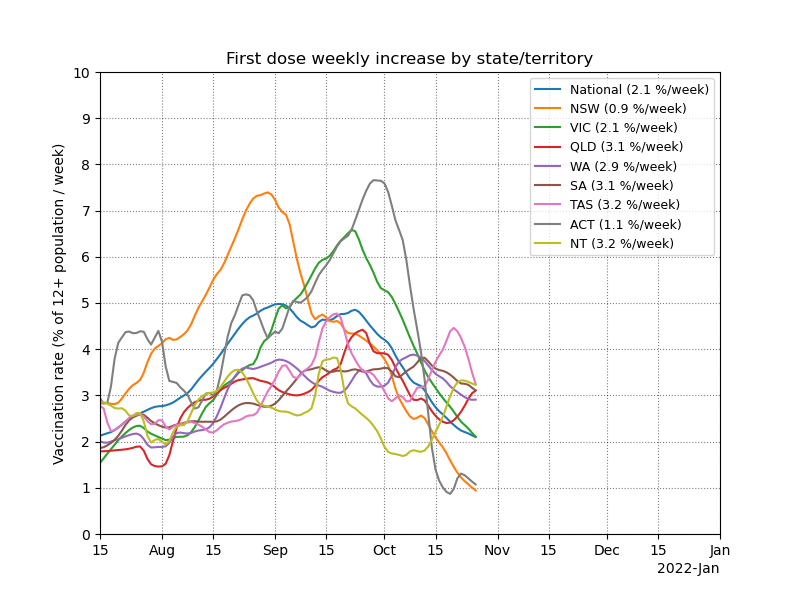 First dose weekly increase by state/territory
Vaccination rate (% of 12+ population / week)
10
9
8
7
6
5
4
3
2
1
0
National (2.1 %/week)
NSW (0.9 %/week)
VIC (2.1 %/week)
QLD (3.1 %/week)
WA (2.9 %/week)
SA (3.1 %/week)
TAS (3.2 %/week)
ACT (1.1 %/week)
NT (3.2 %/week)
15 Aug 15 Sep 15 Oct 15 Nov 15 Dec 15 Jan
2022-Jan